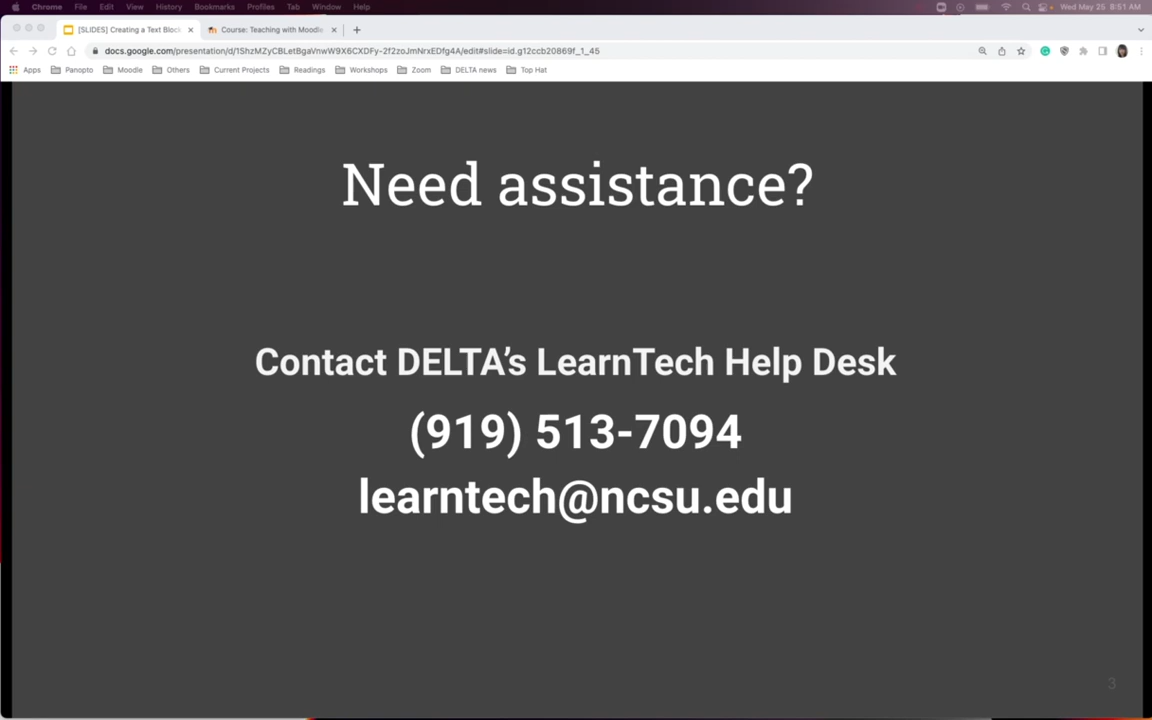 Chrome File Edit View History Bookmarks Profiles Tab Window Help Wed May 25 8:51 AM
[SLIDES] Creating a Text Block Course: Teaching with Moodle
docs.google.com/presentation/d/1ShzMZyCBLetBgaVnwW9X6CXDFy-2f2zoJmNrxEDfg4A/edit#slide=id.g12ccb20869f_1_45
Apps Panopto Moodle Others Current Projects Readings Workshops Zoom DELTA news Top Hat
Need assistance?
Contact DELTA’s LearnTech Help Desk
(919) 513-7094
learntech@ncsu.edu
3